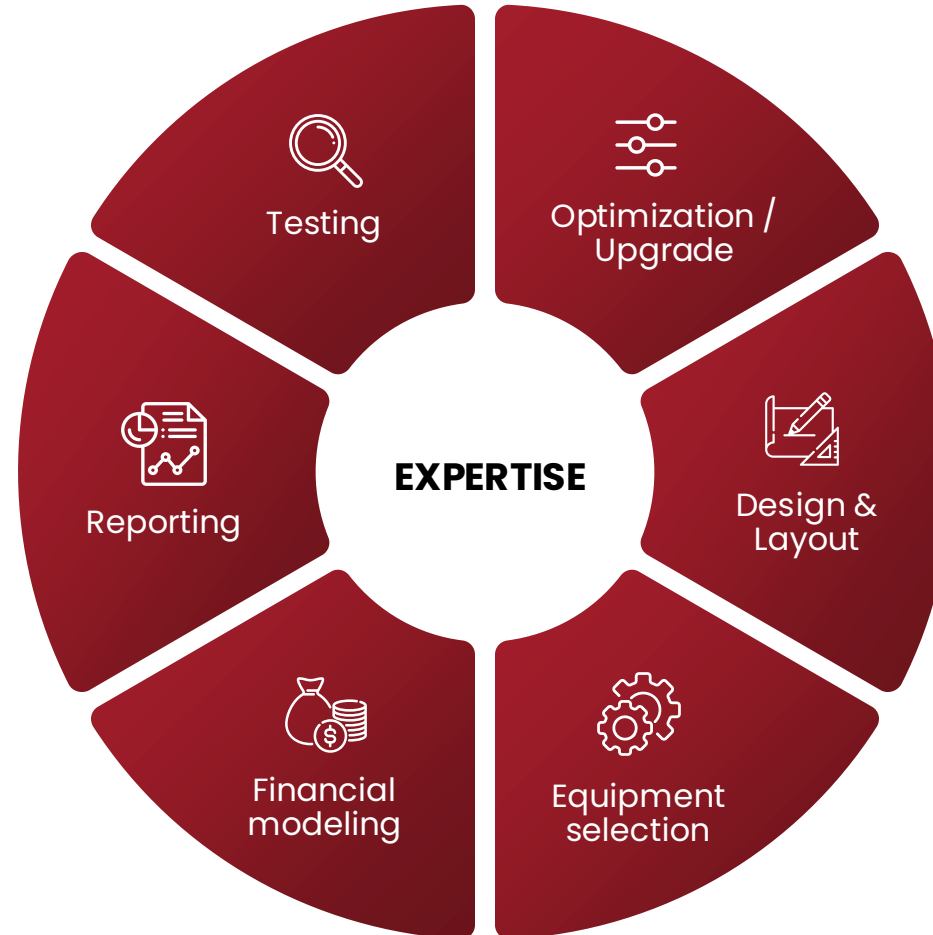 Testing
Optimization /
Upgrade
Reporting
EXPERTISE
Design &
Layout
Financial
modeling
$
Equipment
selection